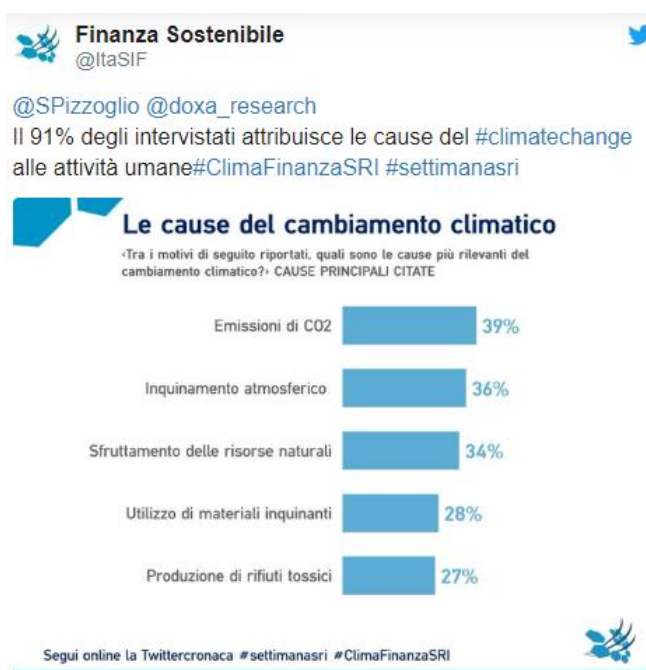 Finanza Sostenibile
@ItaSIF
@SPizzoglio @doxa_research
Il 91% degli intervistati attribuisce le cause del #climatechange
alle attività umane#ClimaFinanzaSRI #settimanasri
Le cause del cambiamento climatico
‹Tra i motivi di seguito riportati, quali sono le cause più rilevanti del
cambiamento climatico?› CAUSE PRINCIPALI CITATE
Emissioni di CO2 39%
Inquinamento atmosferico 36%
Sfruttamento delle risorse naturali 34%
Utilizzo di materiali inquinanti 28%
Produzione di rifiuti tossici 27%
Segui online la Twittercronaca #settimanasri #ClimaFinanzaSRI